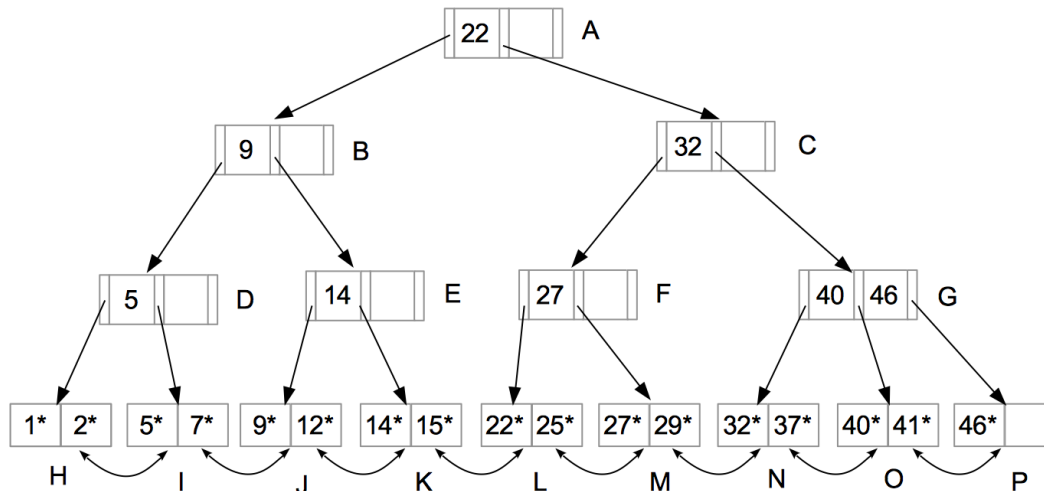 22 A
9 B 32 C
5 D 14 E 27 F 40 46 G
1* 2* 5* 7* 9* 12* 14* 15* 22* 25* 27* 29* 32* 37* 40* 41* 46*
H I J K L M N O P